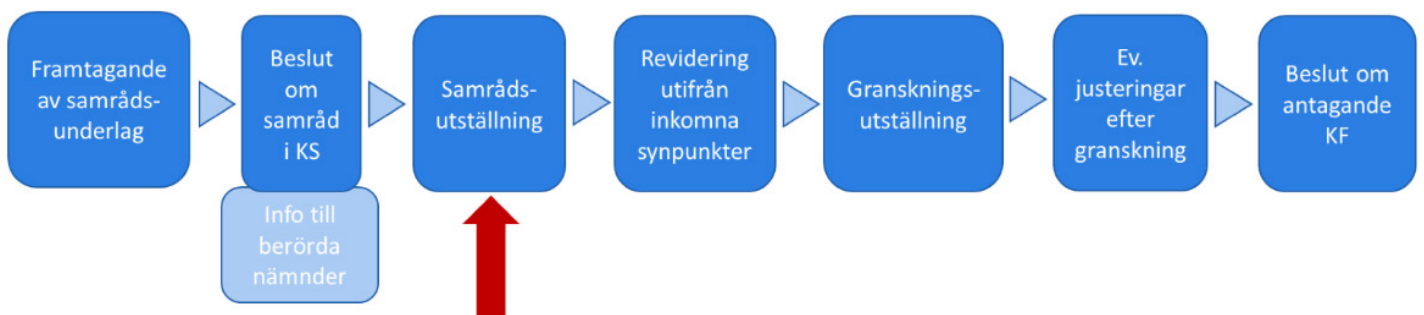 Framtagande
av samråds-
underlag
Beslut
om
samråd
i KS
Info till
berörda
nämnder
Samråds-
utställning
Revidering
utifrån
inkomna
synpunkter
Gransknings-
utställning
Ev.
justeringar
efter
granskning
Beslut om
antagande
KF